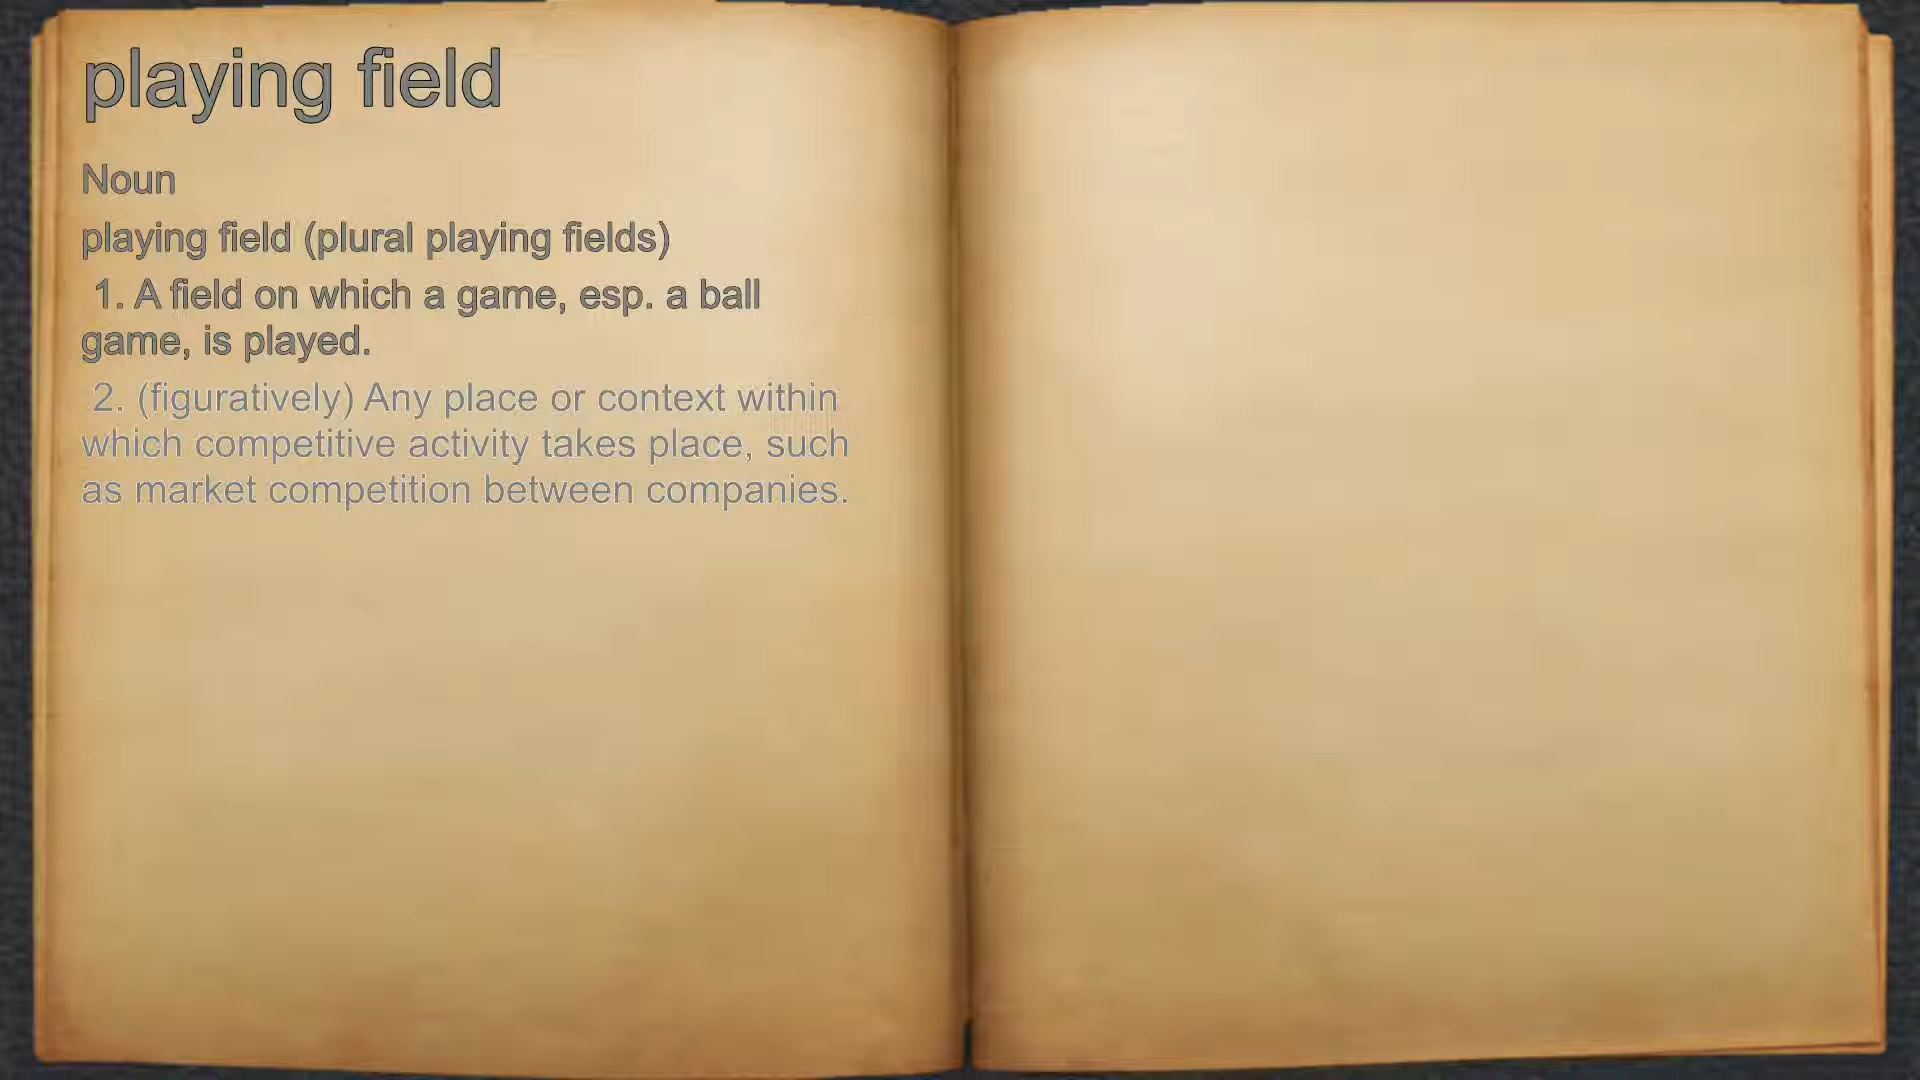 playing field
Noun
playing field (plural playing fields)
1. A field on which a game, esp. a ball
game, is played.
2. (figuratively) Any place or context within
which competitive activity takes place, such
as market competition between companies.